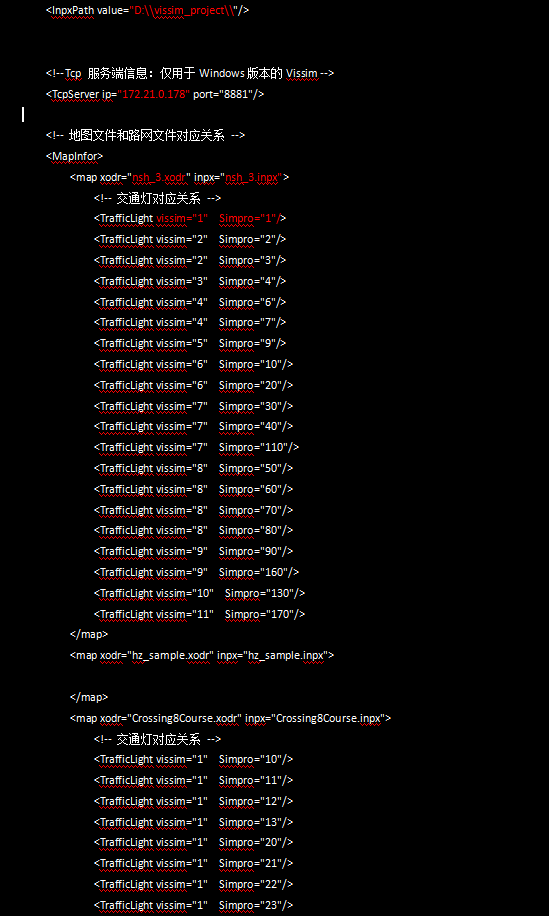 <InpxPath value="D:\\vissim_project\\"/>
<!--Tcp 服务端信息：仅用于 Windows 版本的 Vissim -->
<TcpServer ip="172.21.0.178" port="8881"/>
<!-- 地图文件和路网文件对应关系 -->
<MapInfor>
<map xodr="nsh_3.xodr" inpx="nsh_3.inpx">
<!-- 交通灯对应关系 -->
<TrafficLight vissim="1" Simpro="1"/>
<TrafficLight vissim="2" Simpro="2"/>
<TrafficLight vissim="2" Simpro="3"/>
<TrafficLight vissim="3" Simpro="4"/>
<TrafficLight vissim="4" Simpro="6"/>
<TrafficLight vissim="4" Simpro="7"/>
<TrafficLight vissim="5" Simpro="9"/>
<TrafficLight vissim="6" Simpro="10"/>
<TrafficLight vissim="6" Simpro="20"/>
<TrafficLight vissim="7" Simpro="30"/>
<TrafficLight vissim="7" Simpro="40"/>
<TrafficLight vissim="7" Simpro="110"/>
<TrafficLight vissim="8" Simpro="50"/>
<TrafficLight vissim="8" Simpro="60"/>
<TrafficLight vissim="8" Simpro="70"/>
<TrafficLight vissim="8" Simpro="80"/>
<TrafficLight vissim="9" Simpro="90"/>
<TrafficLight vissim="9" Simpro="160"/>
<TrafficLight vissim="10" Simpro="130"/>
<TrafficLight vissim="11" Simpro="170"/>
</map>
<map xodr="hz_sample.xodr" inpx="hz_sample.inpx">
</map>
<map xodr="Crossing8Course.xodr" inpx="Crossing8Course.inpx">
<!-- 交通灯对应关系 -->
<TrafficLight vissim="1" Simpro="10"/>
<TrafficLight vissim="1" Simpro="11"/>
<TrafficLight vissim="1" Simpro="12"/>
<TrafficLight vissim="1" Simpro="13"/>
<TrafficLight vissim="1" Simpro="20"/>
<TrafficLight vissim="1" Simpro="21"/>
<TrafficLight vissim="1" Simpro="22"/>
<TrafficLight vissim="1" Simpro="23"/>